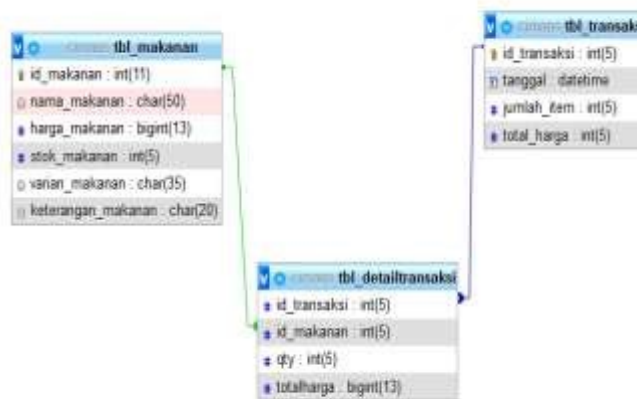 tbl_makanan
id_makanan : int(11)
nama_makanan : char(50)
harga_makanan : bigint(13)
stok_makanan : int(5)
varian_makanan : char(35)
keterangan_makanan : char(20)
tbl_transaksi
id_transaksi : int(5)
tanggal : datetime
jumlah_item : int(5)
total_harga : int(5)
tbl_detailtransaksi
id_transaksi : int(5)
id_makanan : int(5)
qty : int(5)
totalharga : bigint(13)